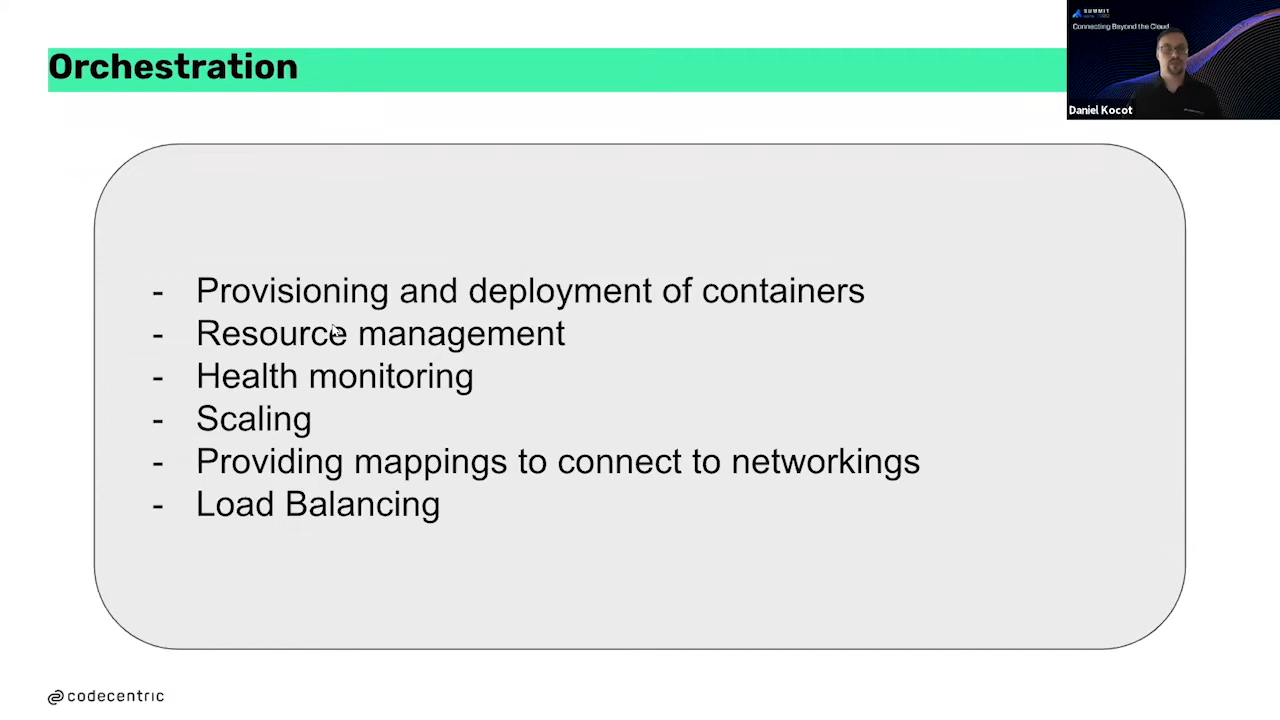 Orchestration
SUMMIT
Connecting Beyond the Cloud
Daniel Kocot
- Provisioning and deployment of containers
- Resource management
- Health monitoring
- Scaling
- Providing mappings to connect to networkings
- Load Balancing
codecentric